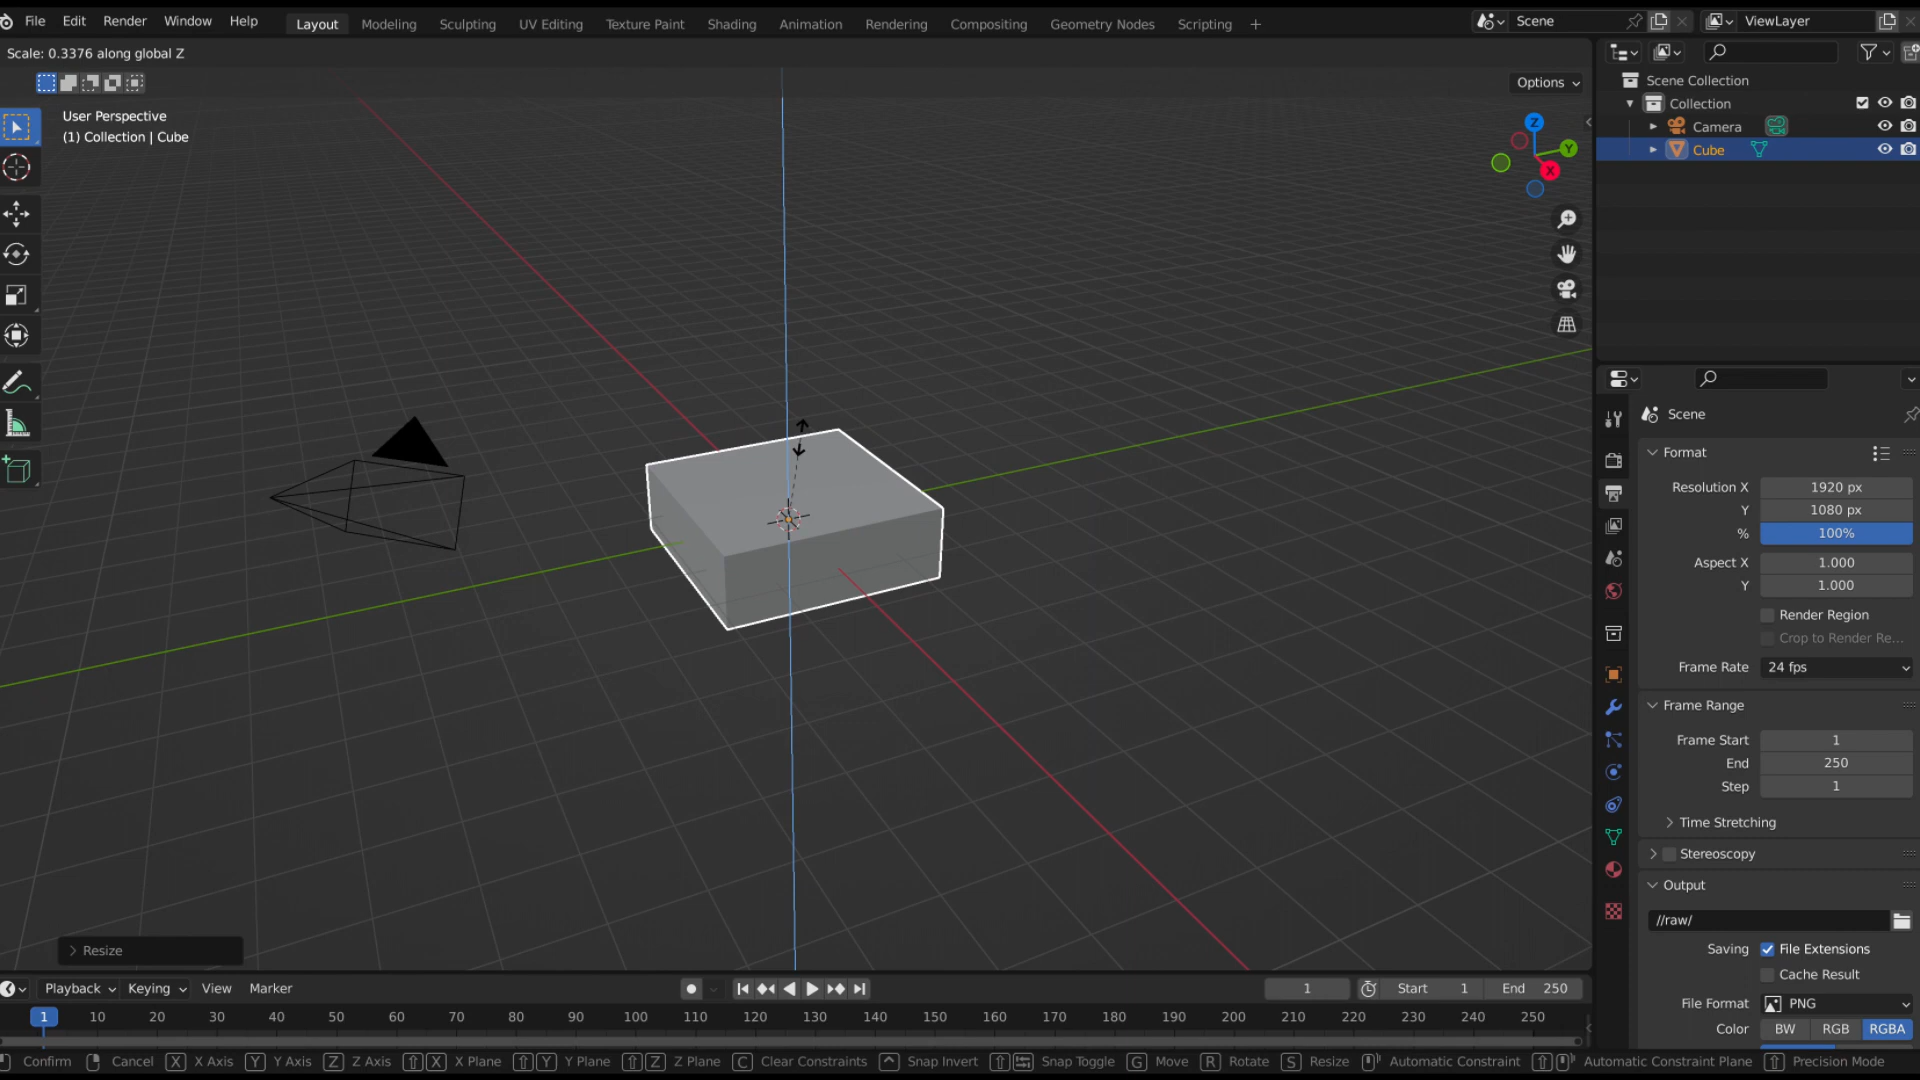 File Edit Render Window Help Layout Modeling Sculpting UV Editing Texture Paint Shading Animation Rendering Compositing Geometry Nodes Scripting + Scene ViewLayer
Scale: 0.3376 along global Z
Options
User Perspective
(1) Collection | Cube
Z
Y
X
Scene Collection
Collection
Camera
Cube
Scene
Format
Resolution X 1920 px
Y 1080 px
% 100%
Aspect X 1.000
Y 1.000
Render Region
Crop to Render Re...
Frame Rate 24 fps
Frame Range
Frame Start 1
End 250
Step 1
Time Stretching
Stereoscopy
Output
//raw/
Saving File Extensions
Cache Result
File Format PNG
Color BW RGB RGBA
Resize
Playback Keying View Marker 1 Start 1 End 250
1 10 20 30 40 50 60 70 80 90 100 110 120 130 140 150 160 170 180 190 200 210 220 230 240 250
Confirm Cancel X X Axis Y Y Axis Z Z Axis X X Plane Y Y Plane Z Z Plane C Clear Constraints Snap Invert Snap Toggle G Move R Rotate S Resize Automatic Constraint Automatic Constraint Plane Precision Mode